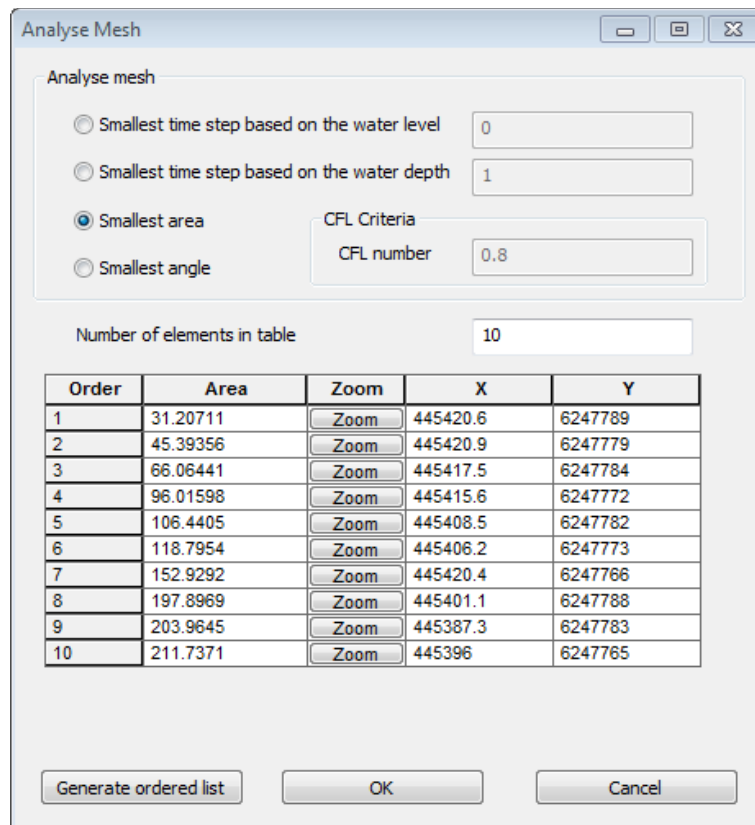 Analyse Mesh
Analyse mesh
Smallest time step based on the water level 0
Smallest time step based on the water depth 1
Smallest area CFL Criteria
CFL number 0.8
Smallest angle
Number of elements in table 10
Order Area Zoom X Y
1 31.20711 Zoom 445420.6 6247789
2 45.39356 Zoom 445420.9 6247779
3 66.06441 Zoom 445417.5 6247784
4 96.01598 Zoom 445415.6 6247772
5 106.4405 Zoom 445408.5 6247782
6 118.7954 Zoom 445406.2 6247773
7 152.9292 Zoom 445420.4 6247766
8 197.8969 Zoom 445401.1 6247788
9 203.9645 Zoom 445387.3 6247783
10 211.7371 Zoom 445396 6247765
Generate ordered list OK Cancel